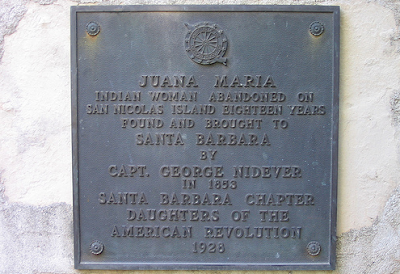 JUANA MARIA
INDIAN WOMAN ABANDONED ON
SAN NICOLAS ISLAND EIGHTEEN YEARS
FOUND AND BROUGHT TO
SANTA BARBARA
BY
CAPT. GEORGE NIDEVER
IN 1853
SANTA BARBARA CHAPTER
DAUGHTERS OF THE
AMERICAN REVOLUTION
1928